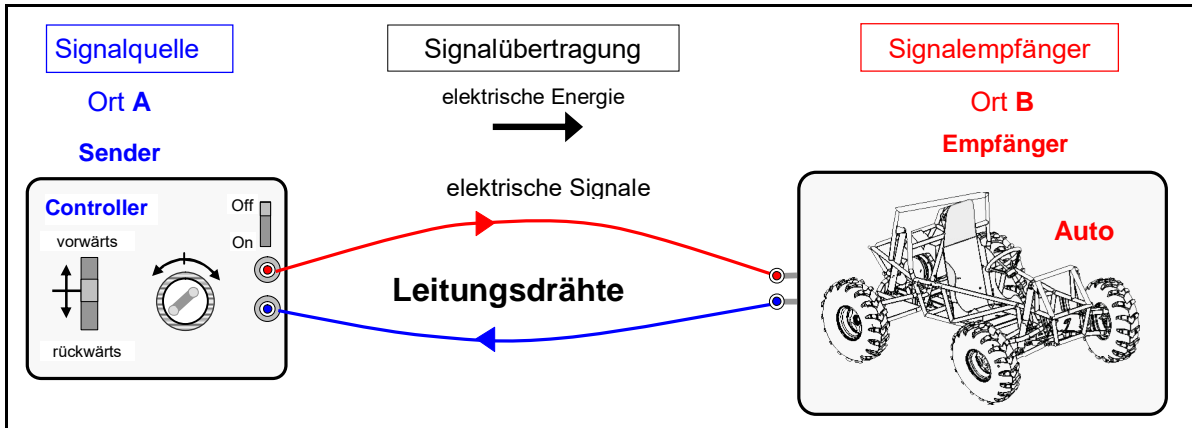 Signalquelle
Signalübertragung
Signalempfänger
Ort A
elektrische Energie
Ort B
Sender
Empfänger
Controller
Off
On
vorwärts
rückwärts
elektrische Signale
Leitungsdrähte
Auto